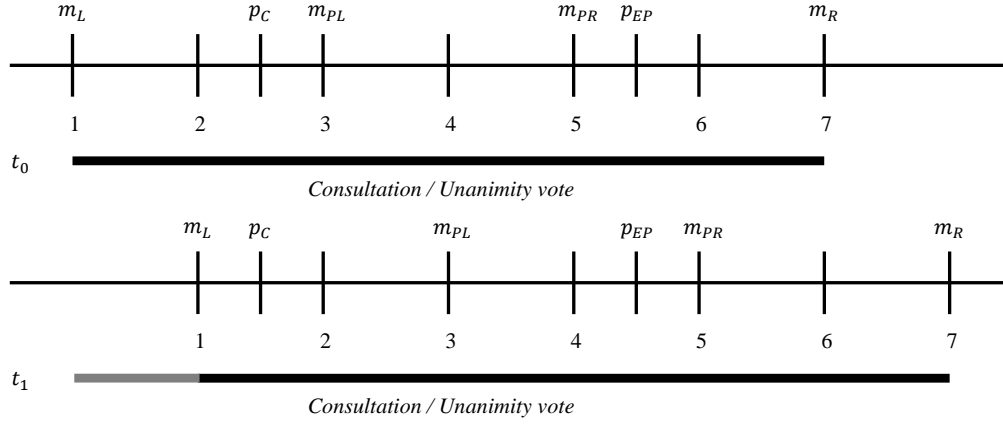 m_L p_C m_PL m_PR p_EP m_R
1 2 3 4 5 6 7
t_0
Consultation / Unanimity vote
m_L p_C m_PL p_EP m_PR m_R
1 2 3 4 5 6 7
t_1
Consultation / Unanimity vote